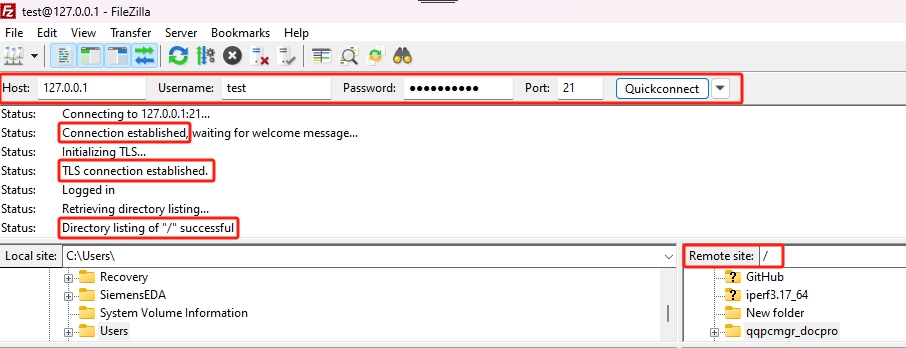 test@127.0.0.1 - FileZilla
File Edit View Transfer Server Bookmarks Help
Host: 127.0.0.1 Username: test Password: ●●●●●●●●●● Port: 21 Quickconnect
Status: Connecting to 127.0.0.1:21...
Status: Connection established, waiting for welcome message...
Status: Initializing TLS...
Status: TLS connection established.
Status: Logged in
Status: Retrieving directory listing...
Status: Directory listing of "/" successful
Local site: C:\Users\
Recovery
SiemensEDA
System Volume Information
Users
Remote site: /
GitHub
iperf3.17_64
New folder
qqpcmgr_docpro